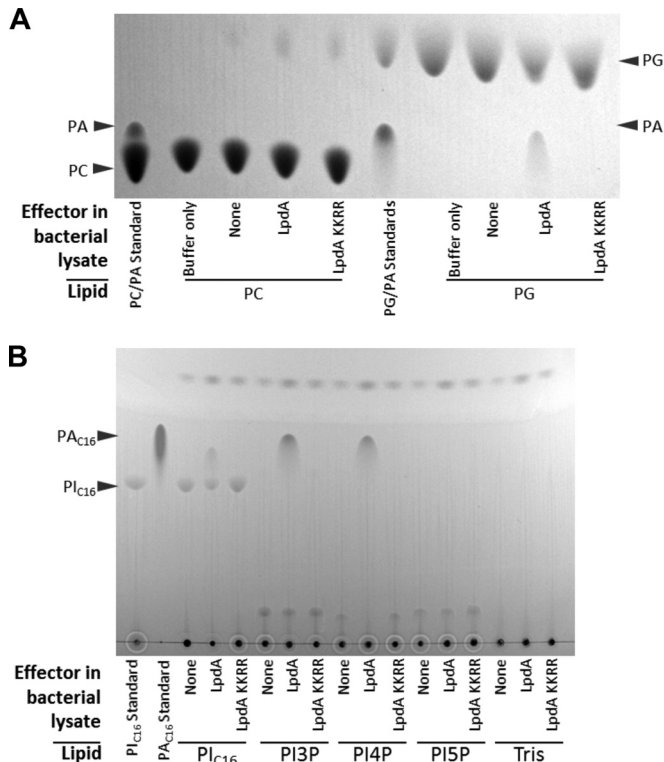 A
PA
PC
PG
PA
Effector in
bacterial
lysate
Lipid
PC/PA Standard
Buffer only
None
LpdA
LpdA KKRR
PC
PG/PA Standards
Buffer only
None
LpdA
LpdA KKRR
PG
B
PAC16
PIC16
Effector in
bacterial
lysate
Lipid
PIC16 Standard
PAC16 Standard
None
LpdA
LpdA KKRR
PIC16
None
LpdA
LpdA KKRR
PI3P
None
LpdA
LpdA KKRR
PI4P
None
LpdA
LpdA KKRR
PI5P
None
LpdA
LpdA KKRR
Tris